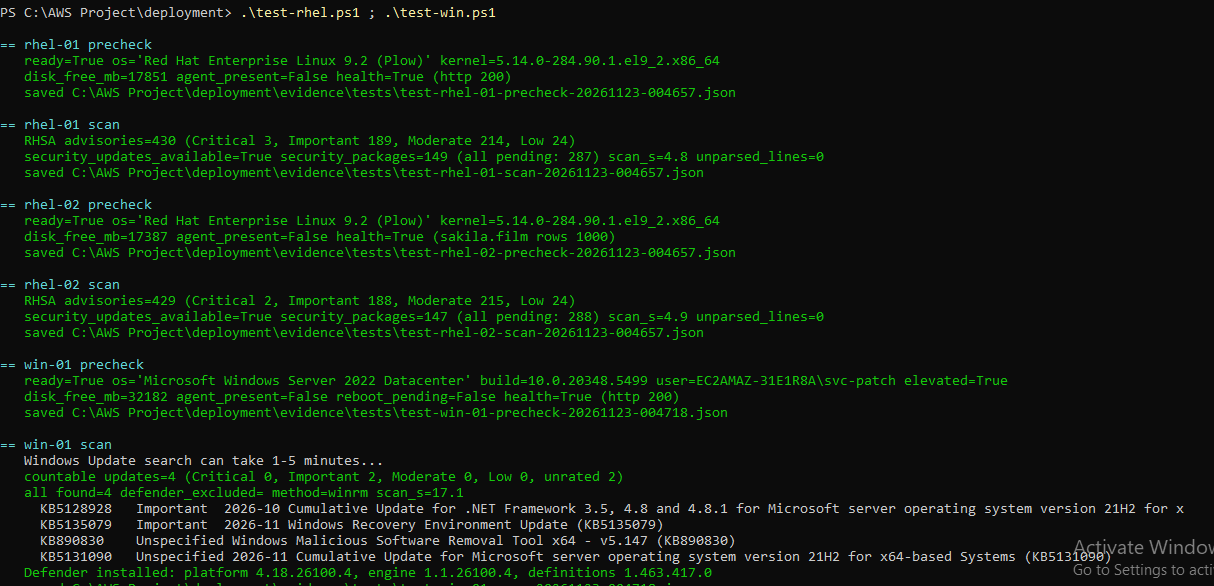 PS C:\AWS Project\deployment> .\test-rhel.ps1 ; .\test-win.ps1
== rhel-01 precheck
ready=True os='Red Hat Enterprise Linux 9.2 (Plow)' kernel=5.14.0-284.90.1.el9_2.x86_64
disk_free_mb=17851 agent_present=False health=True (http 200)
saved C:\AWS Project\deployment\evidence\tests\test-rhel-01-precheck-20261123-004657.json
== rhel-01 scan
RHSA advisories=430 (Critical 3, Important 189, Moderate 214, Low 24)
security_updates_available=True security_packages=149 (all pending: 287) scan_s=4.8 unparsed_lines=0
saved C:\AWS Project\deployment\evidence\tests\test-rhel-01-scan-20261123-004657.json
== rhel-02 precheck
ready=True os='Red Hat Enterprise Linux 9.2 (Plow)' kernel=5.14.0-284.90.1.el9_2.x86_64
disk_free_mb=17387 agent_present=False health=True (sakila.film rows 1000)
saved C:\AWS Project\deployment\evidence\tests\test-rhel-02-precheck-20261123-004657.json
== rhel-02 scan
RHSA advisories=429 (Critical 2, Important 188, Moderate 215, Low 24)
security_updates_available=True security_packages=147 (all pending: 288) scan_s=4.9 unparsed_lines=0
saved C:\AWS Project\deployment\evidence\tests\test-rhel-02-scan-20261123-004657.json
== win-01 precheck
ready=True os='Microsoft Windows Server 2022 Datacenter' build=10.0.20348.5499 user=EC2AMAZ-31E1R8A\svc-patch elevated=True
disk_free_mb=32182 agent_present=False reboot_pending=False health=True (http 200)
saved C:\AWS Project\deployment\evidence\tests\test-win-01-precheck-20261123-004718.json
== win-01 scan
Windows Update search can take 1-5 minutes...
countable updates=4 (Critical 0, Important 2, Moderate 0, Low 0, unrated 2)
all found=4 defender_excluded= method=winrm scan_s=17.1
KB5128928 Important 2026-10 Cumulative Update for .NET Framework 3.5, 4.8 and 4.8.1 for Microsoft server operating system version 21H2 for x
KB5135079 Important 2026-11 Windows Recovery Environment Update (KB5135079)
KB890830 Unspecified Windows Malicious Software Removal Tool x64 - v5.147 (KB890830)
KB5131090 Unspecified 2026-11 Cumulative Update for Microsoft server operating system version 21H2 for x64-based Systems (KB5131090)
Defender installed: platform 4.18.26100.4, engine 1.1.26100.4, definitions 1.463.417.0
Activate Window
Go to Settings to acti